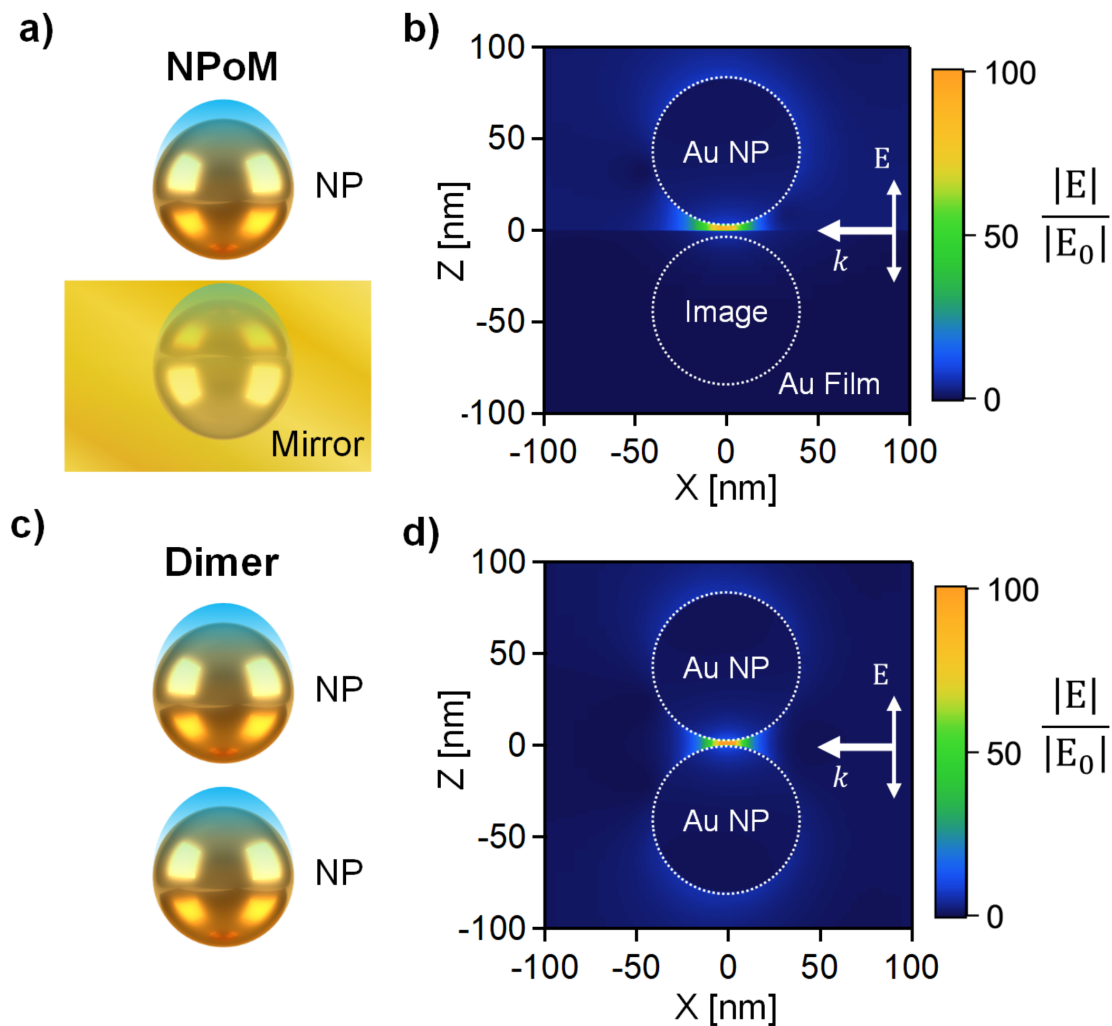 a)
NPoM
NP
Mirror
b)
100
50
0
-50
-100
Z [nm]
Au NP
Image
Au Film
E
k
-100
-50
0
50
100
X [nm]
100
50
0
|E|
|E₀|
c)
Dimer
NP
NP
d)
100
50
0
-50
-100
Z [nm]
Au NP
Au NP
E
k
-100
-50
0
50
100
X [nm]
100
50
0
|E|
|E₀|